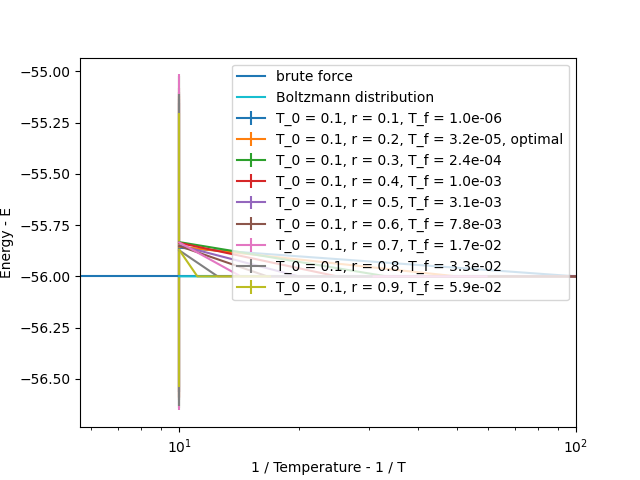 −55.00
−55.25
−55.50
−55.75
−56.00
−56.25
−56.50
Energy - E
brute force
Boltzmann distribution
T_0 = 0.1, r = 0.1, T_f = 1.0e-06
T_0 = 0.1, r = 0.2, T_f = 3.2e-05, optimal
T_0 = 0.1, r = 0.3, T_f = 2.4e-04
T_0 = 0.1, r = 0.4, T_f = 1.0e-03
T_0 = 0.1, r = 0.5, T_f = 3.1e-03
T_0 = 0.1, r = 0.6, T_f = 7.8e-03
T_0 = 0.1, r = 0.7, T_f = 1.7e-02
T_0 = 0.1, r = 0.8, T_f = 3.3e-02
T_0 = 0.1, r = 0.9, T_f = 5.9e-02
10¹ 10²
1 / Temperature - 1 / T